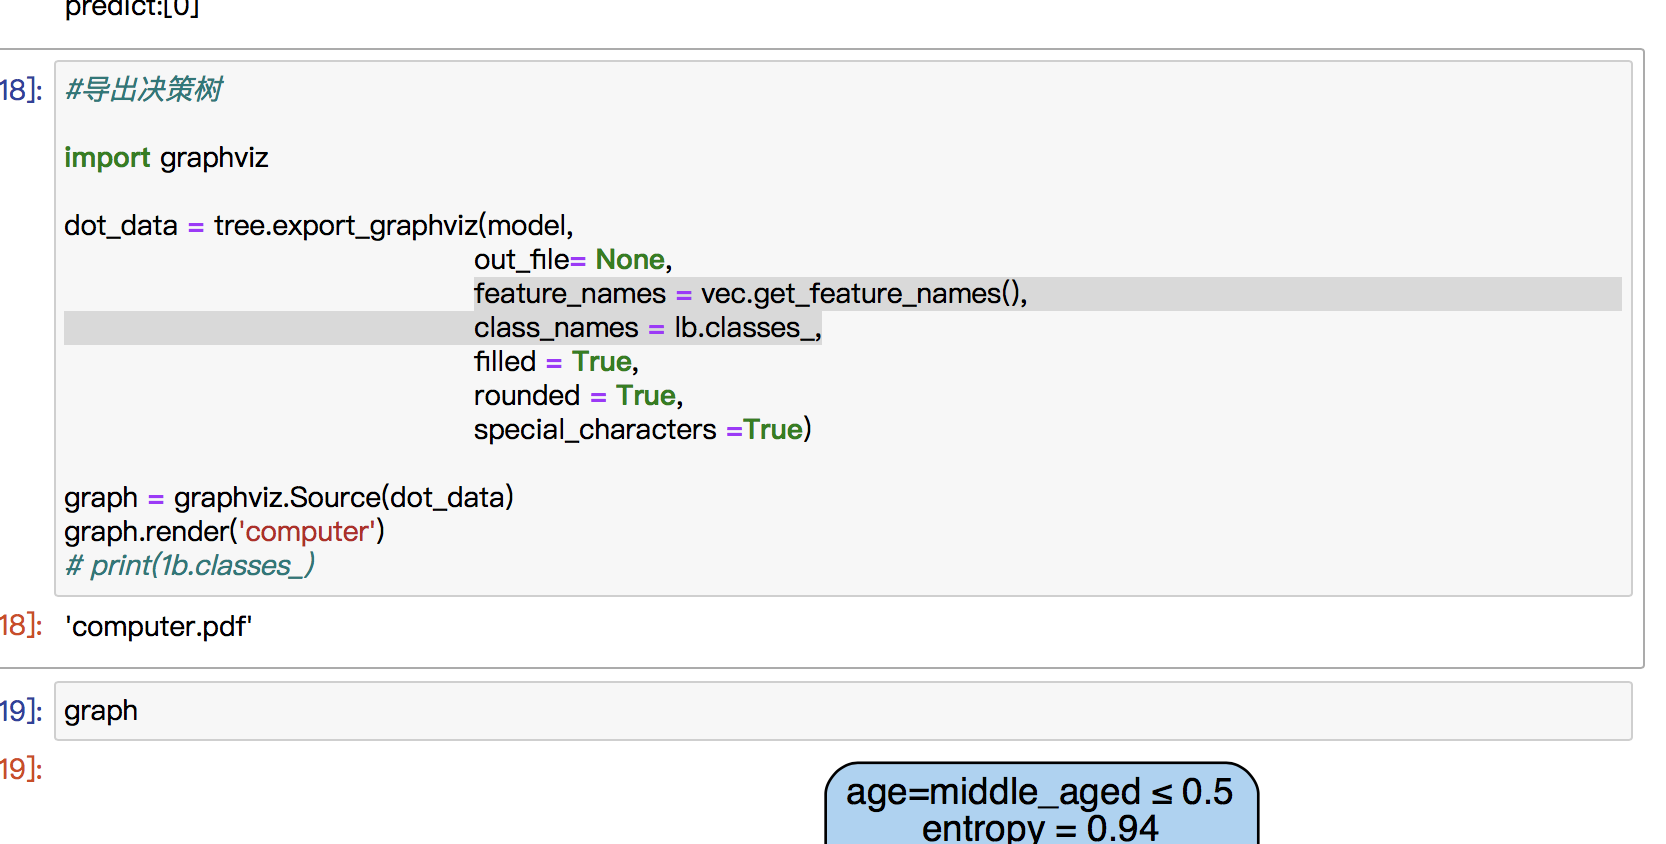 predict:[0]
18]:
#导出决策树
import graphviz
dot_data = tree.export_graphviz(model,
out_file= None,
feature_names = vec.get_feature_names(),
class_names = lb.classes_,
filled = True,
rounded = True,
special_characters =True)
graph = graphviz.Source(dot_data)
graph.render('computer')
# print(1b.classes_)
18]: 'computer.pdf'
19]: graph
19]:
age=middle_aged ≤ 0.5
entropy = 0.94